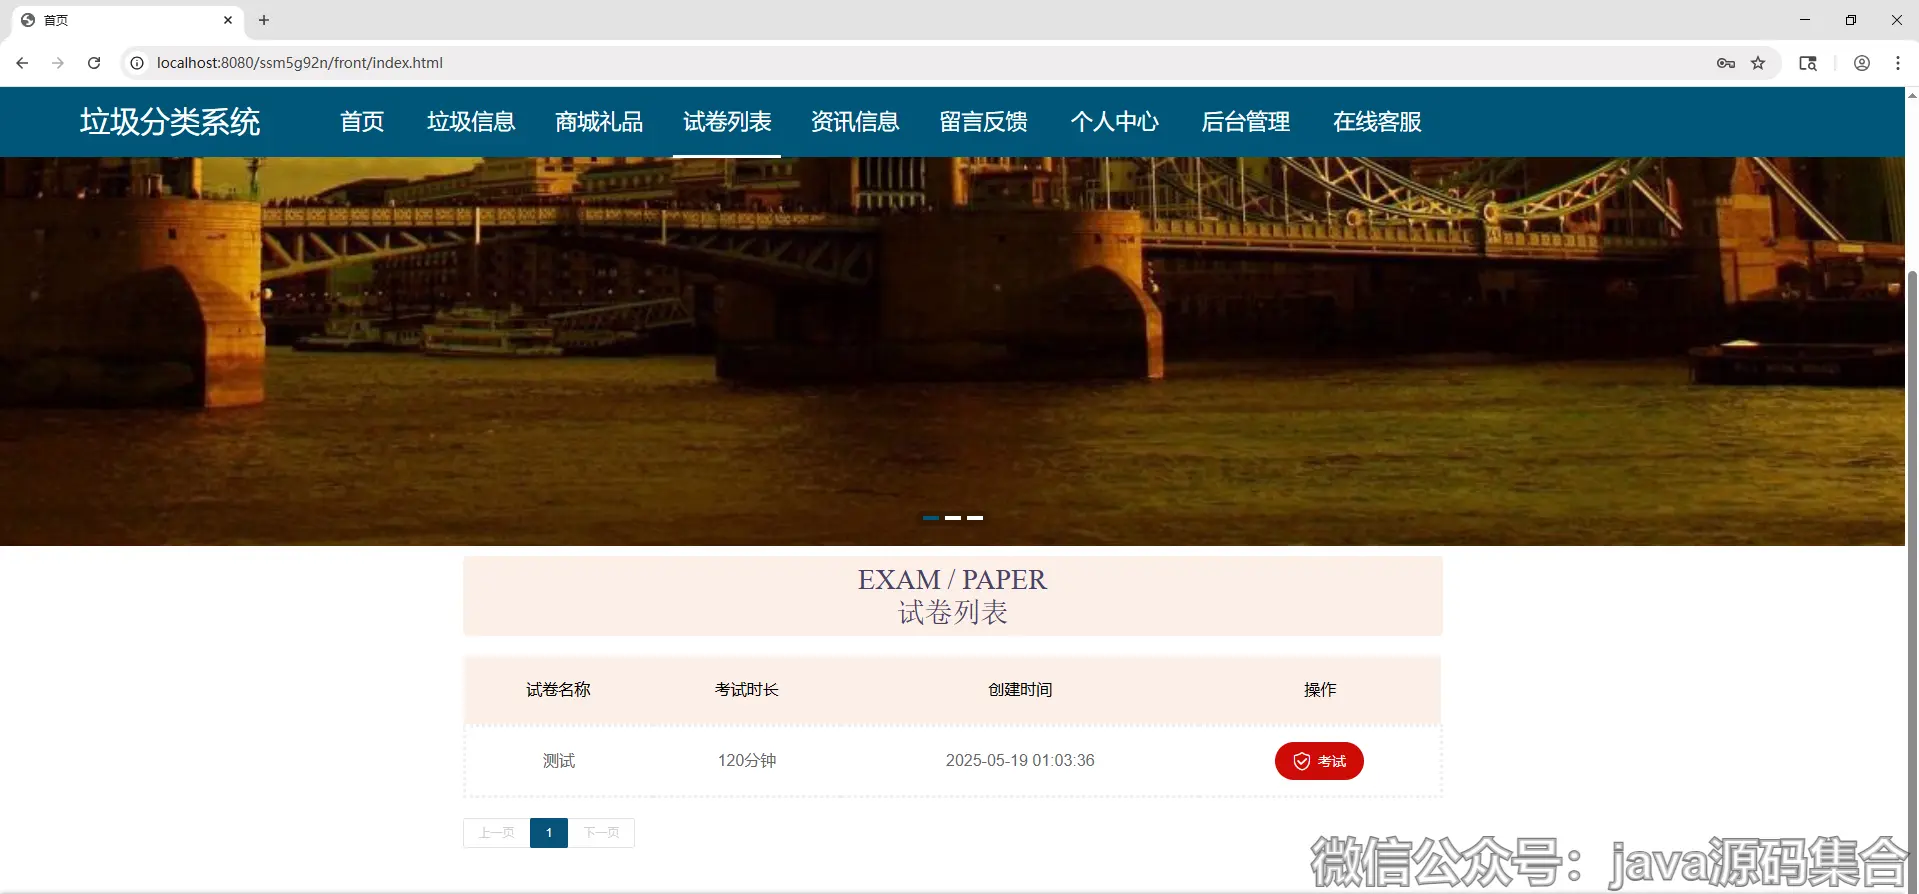 首页
localhost:8080/ssm5g92n/front/index.html
垃圾分类系统 首页 垃圾信息 商城礼品 试卷列表 资讯信息 留言反馈 个人中心 后台管理 在线客服
EXAM / PAPER
试卷列表
试卷名称 考试时长 创建时间 操作
测试 120分钟 2025-05-19 01:03:36 考试
上一页 1 下一页
微信公众号：java源码集合